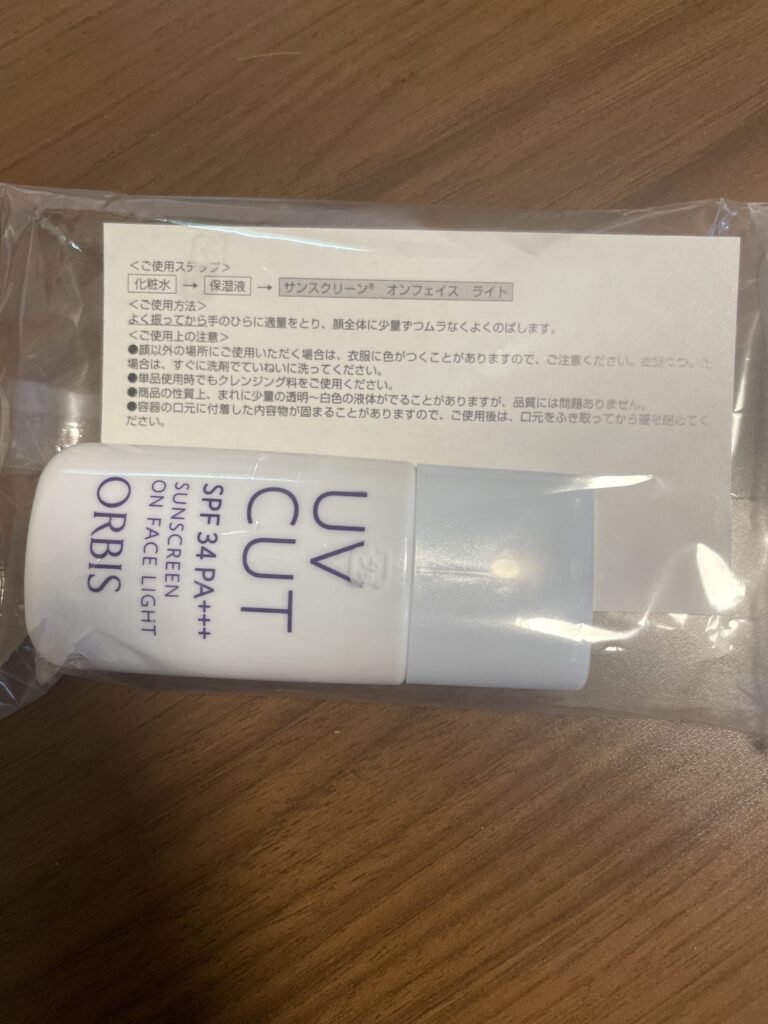 <ご使用ステップ>
化粧水 → 保湿液 → サンスクリーン® オンフェイス ライト
<ご使用方法>
よく振ってから手のひらに適量をとり、顔全体に少量ずつムラなくよくのばします。
<ご使用上の注意>
●顔以外の場所にご使用いただく場合は、衣服に色がつくことがありますので、ご注意ください。衣服についた
場合は、すぐに洗剤でていねいに洗ってください。
●単品使用時でもクレンジング料をご使用ください。
●商品の性質上、まれに少量の透明～白色の液体がでることがありますが、品質には問題ありません。
●容器の口元に付着した内容物が固まることがありますので、ご使用後は、口元をふき取ってから蓋を閉めてく
ださい。
UV
CUT
SPF 34 PA+++
SUNSCREEN
ON FACE LIGHT
ORBIS